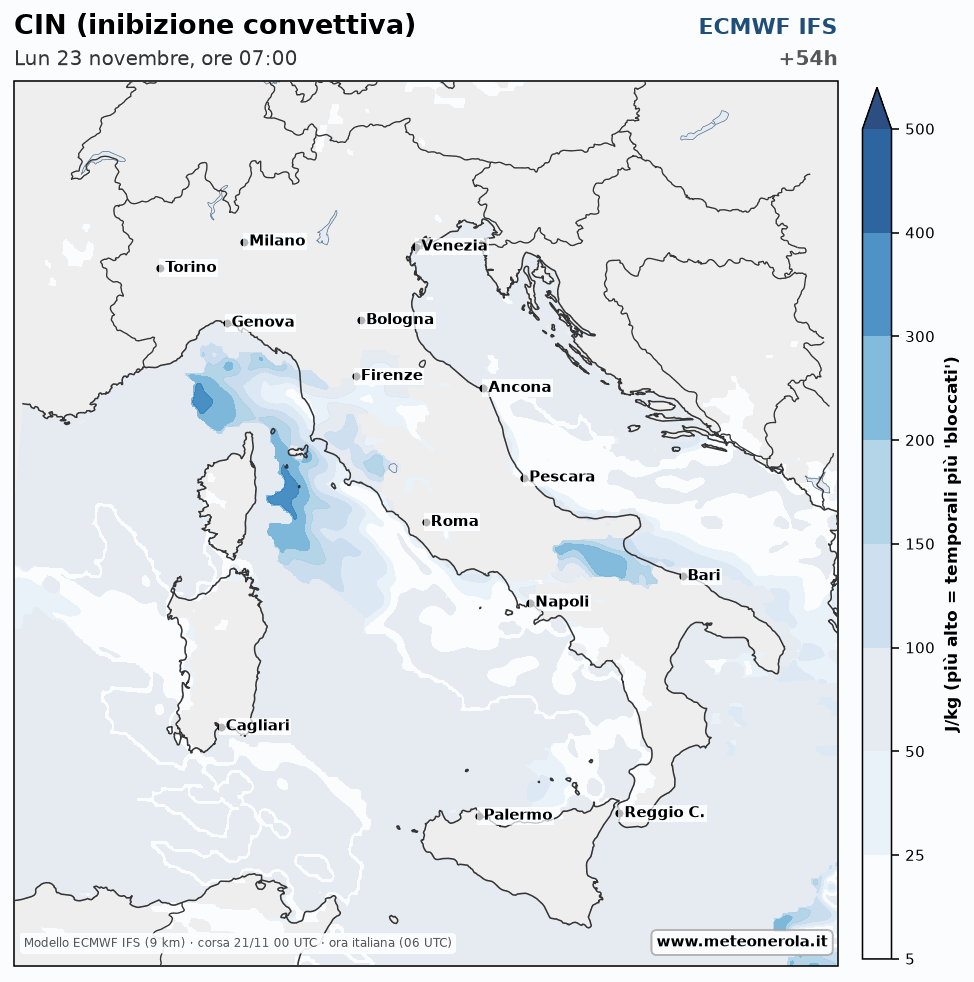 CIN (inibizione convettiva)
ECMWF IFS
Lun 23 novembre, ore 07:00
+54h
Milano
Venezia
Torino
Genova
Bologna
Firenze
Ancona
Pescara
Roma
Bari
Napoli
Cagliari
Palermo
Reggio C.
500
400
300
200
150
100
50
25
5
J/kg (più alto = temporali più 'bloccati')
Modello ECMWF IFS (9 km) · corsa 21/11 00 UTC · ora italiana (06 UTC)
www.meteonerola.it